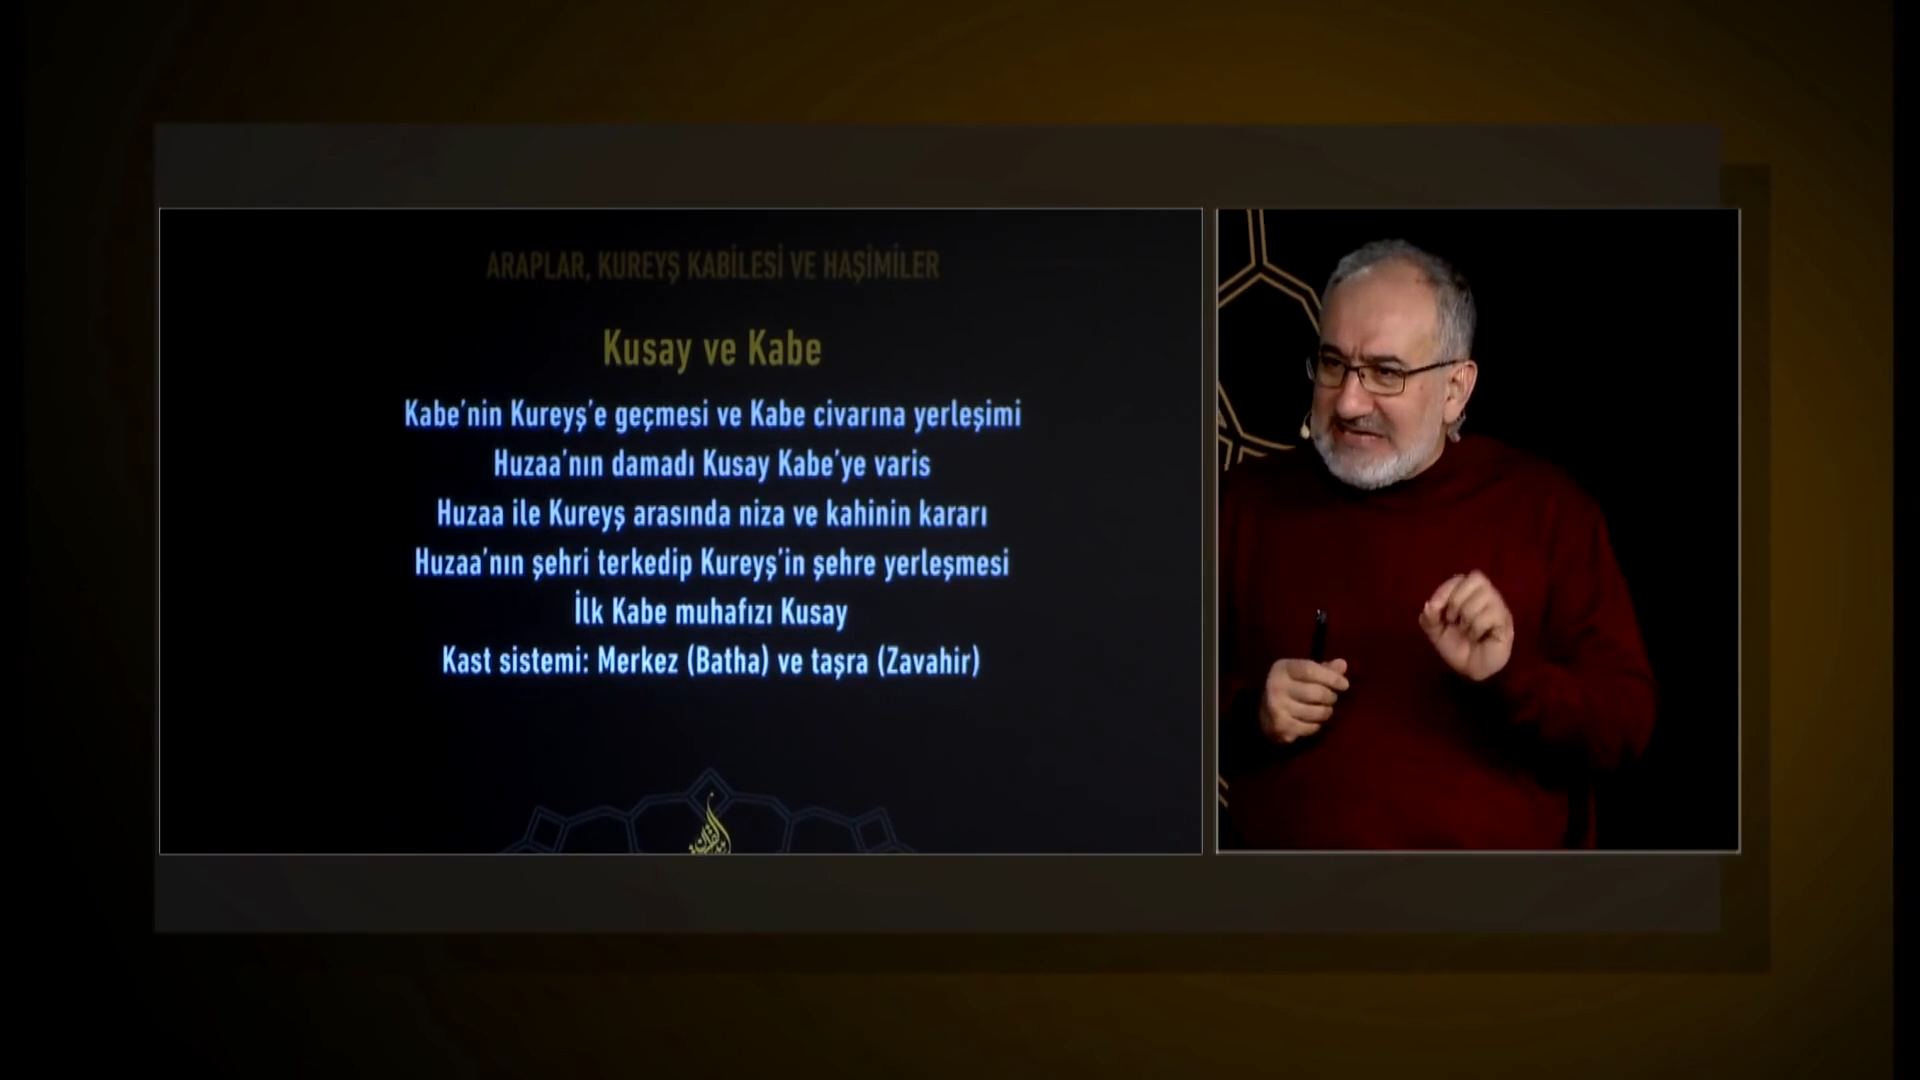 ARAPLAR, KUREYŞ KABİLESİ VE HAŞİMİLER
Kusay ve Kabe
Kabe'nin Kureyş'e geçmesi ve Kabe civarına yerleşimi
Huzaa'nın damadı Kusay Kabe'ye varis
Huzaa ile Kureyş arasında niza ve kahinin kararı
Huzaa'nın şehri terkedip Kureyş'in şehre yerleşmesi
İlk Kabe muhafızı Kusay
Kast sistemi: Merkez (Batha) ve taşra (Zavahir)